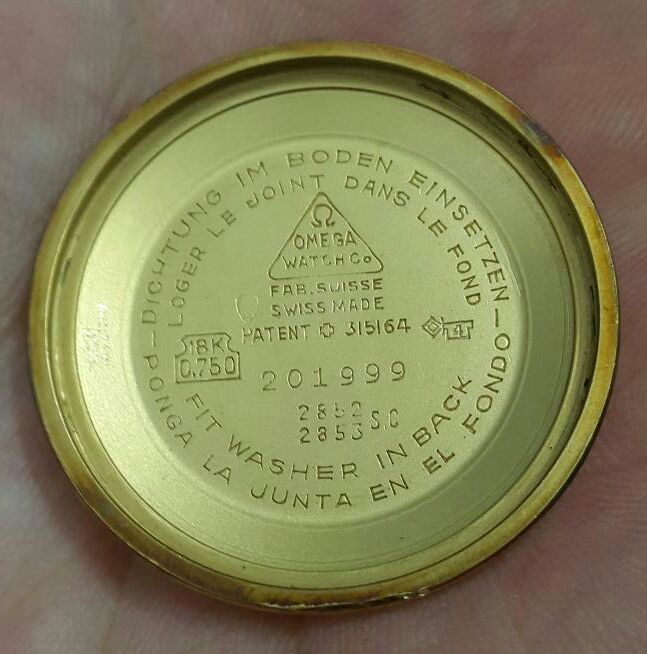 —DICHTUNG IM BODEN EINSETZEN—
LOGER LE JOINT DANS LE FOND
Ω
OMEGA
WATCH Co
FAB. SUISSE
SWISS MADE
PATENT ✚ 315164
4
18K
0.750
201999
2852
2853 S.C
FIT WASHER IN BACK
PONGA LA JUNTA EN EL FONDO